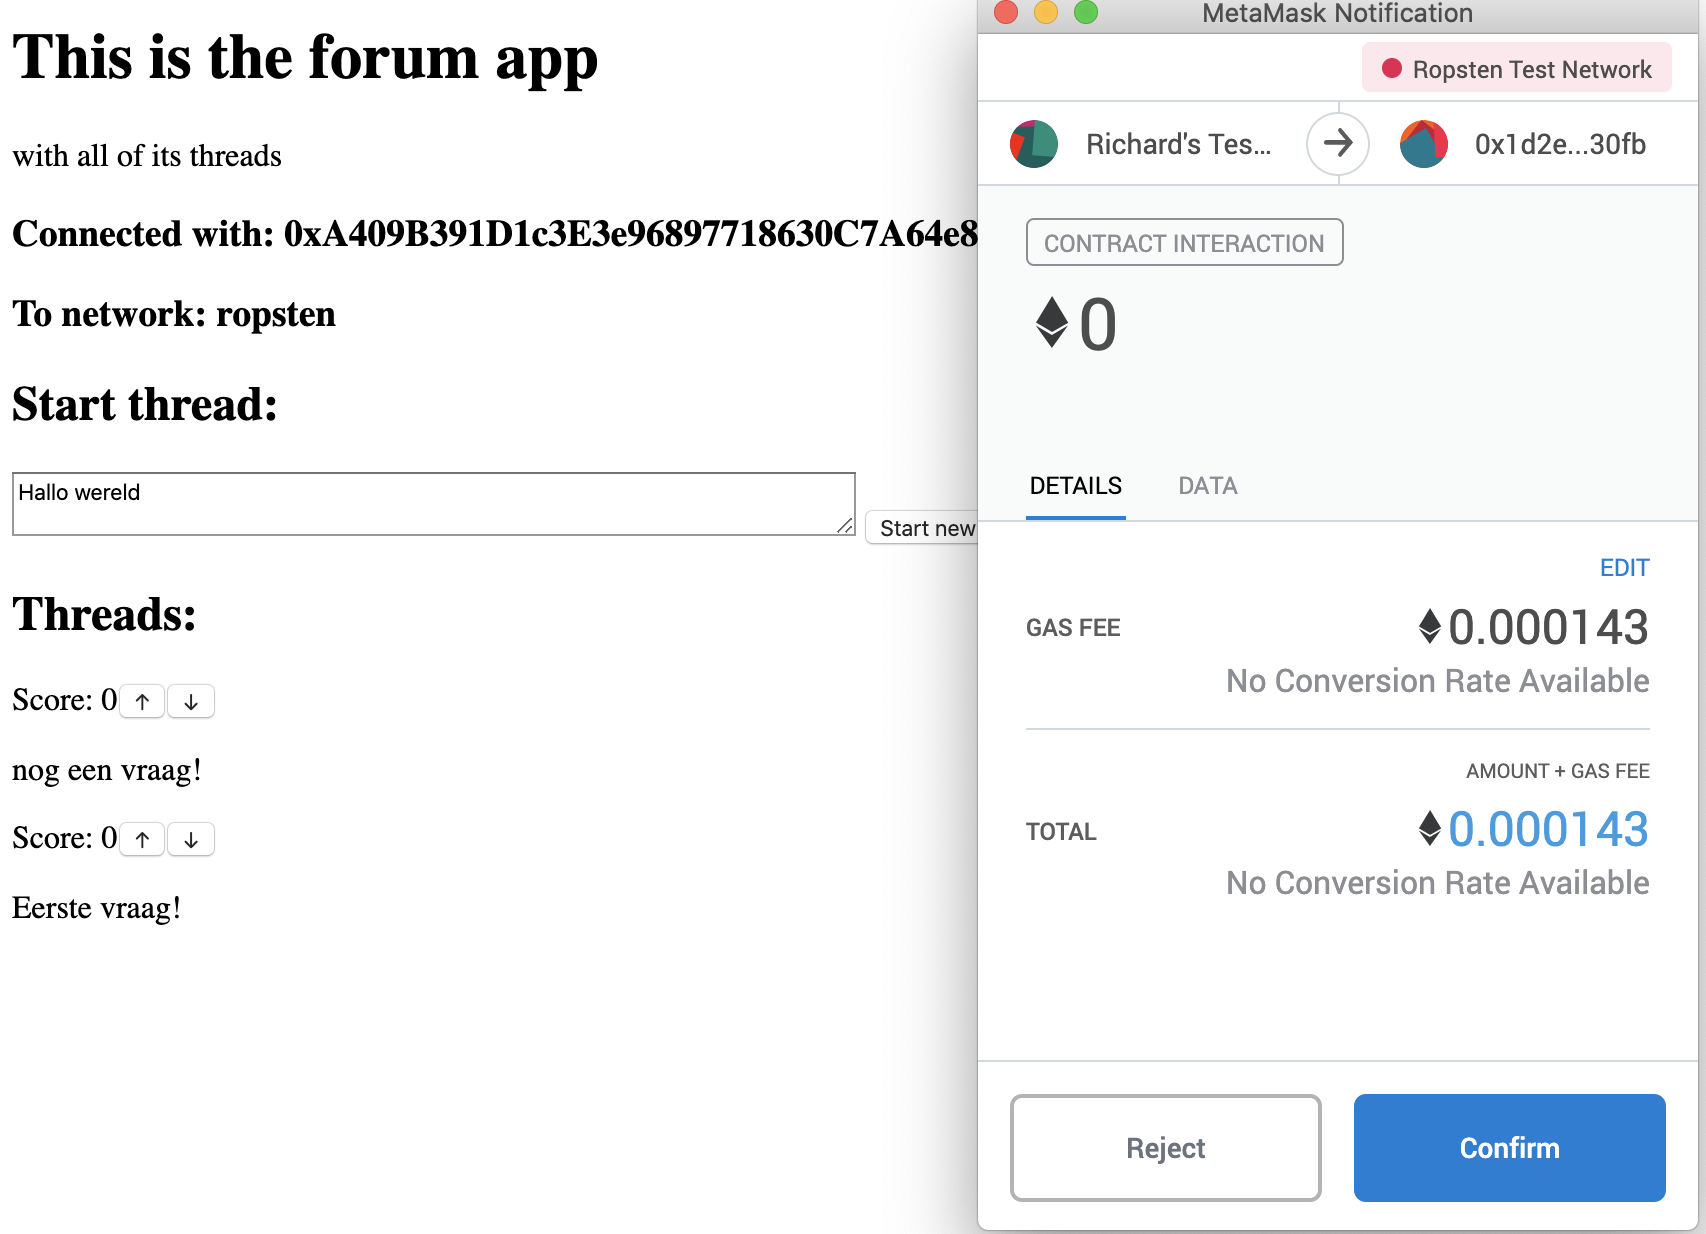 This is the forum app
with all of its threads
Connected with: 0xA409B391D1c3E3e96897718630C7A64e8
To network: ropsten
Start thread:
Hallo wereld
Start new
Threads:
Score: 0 ↑ ↓
nog een vraag!
Score: 0 ↑ ↓
Eerste vraag!
MetaMask Notification
Ropsten Test Network
Richard's Tes... → 0x1d2e...30fb
CONTRACT INTERACTION
0
DETAILS DATA
EDIT
GAS FEE 0.000143
No Conversion Rate Available
AMOUNT + GAS FEE
TOTAL 0.000143
No Conversion Rate Available
Reject Confirm